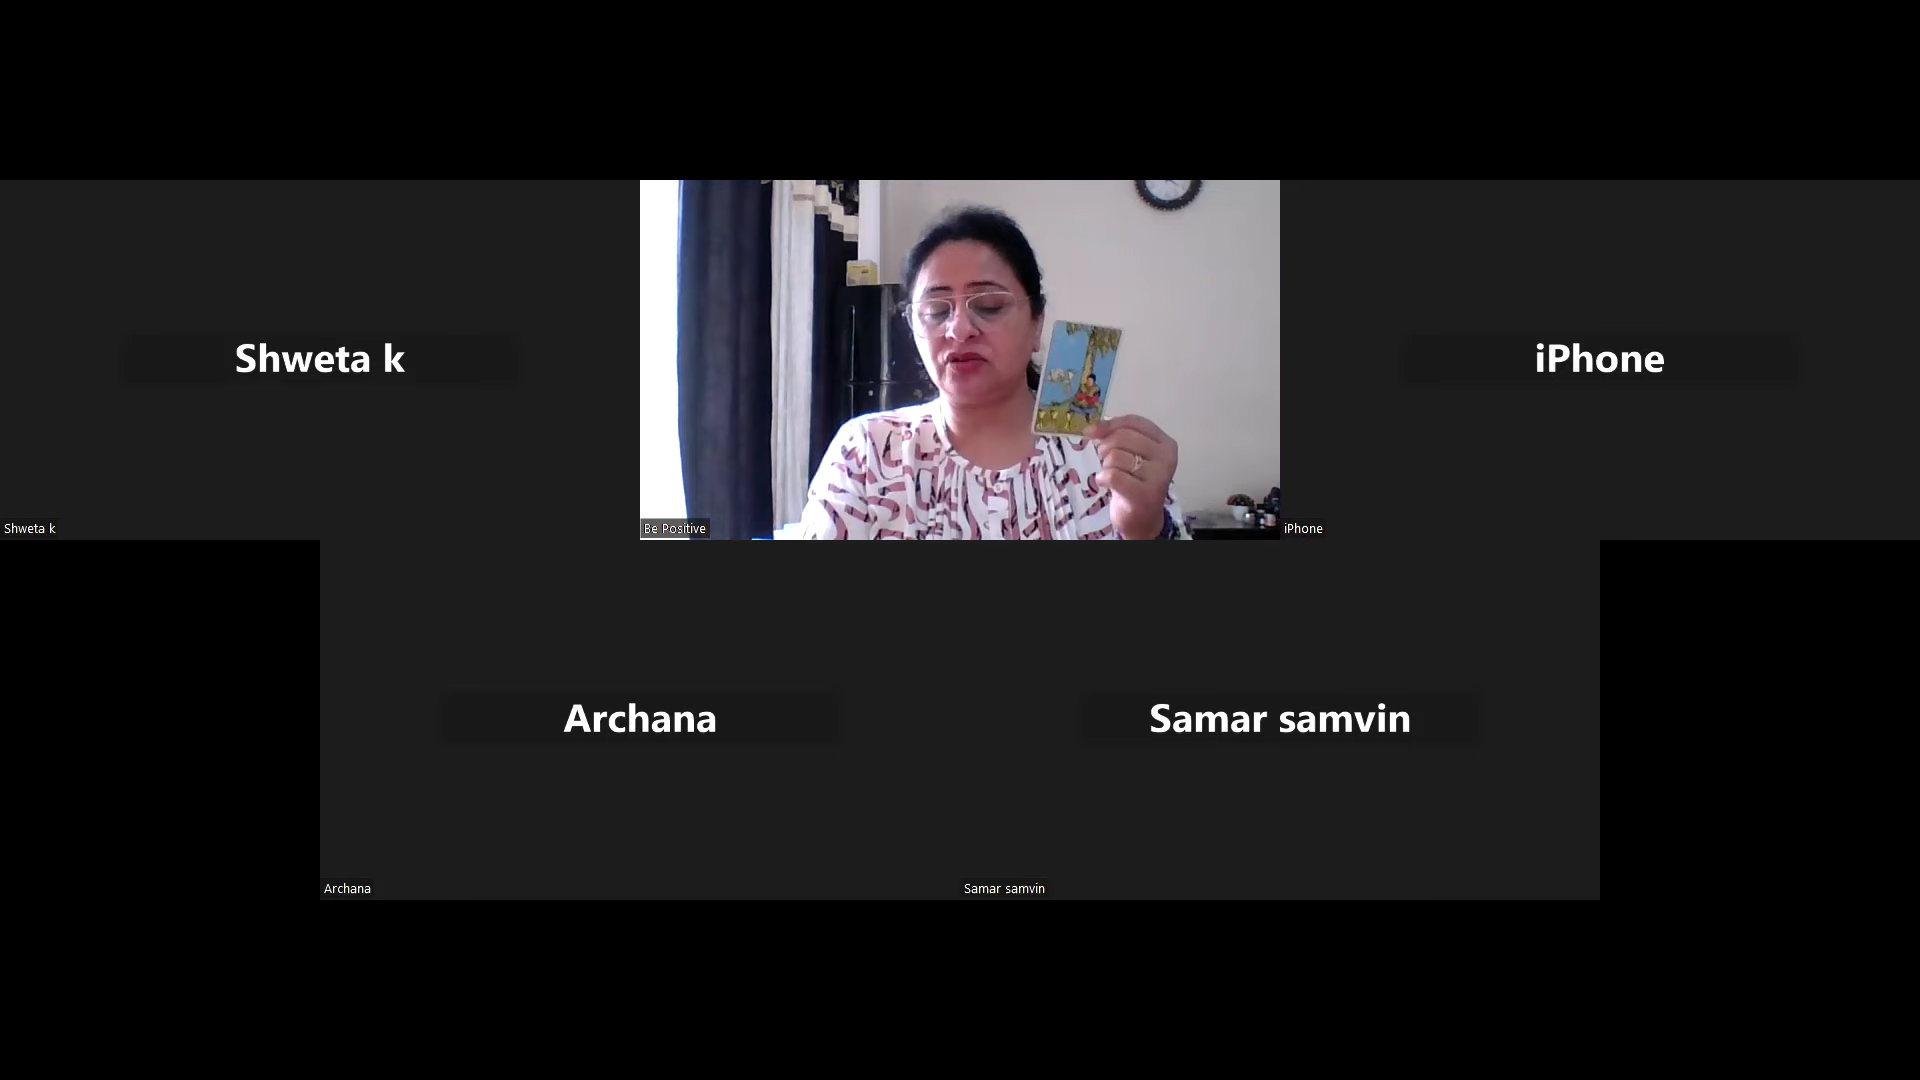 Shweta k
iPhone
Shweta k
Be Positive
iPhone
Archana
Samar samvin
Archana
Samar samvin